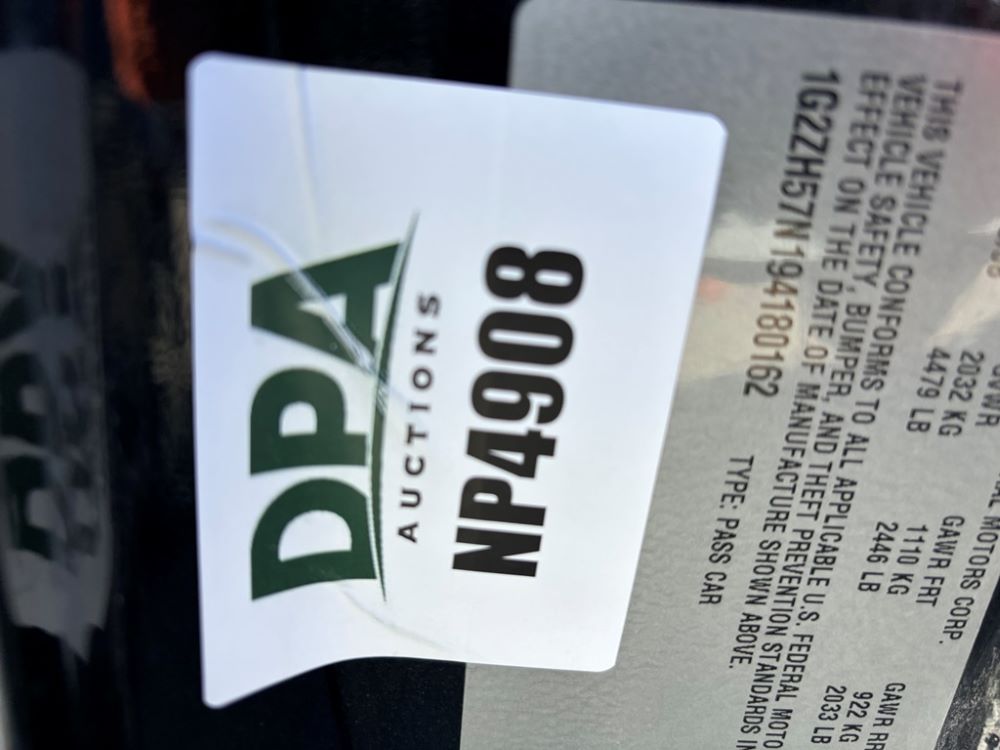 DPA
AUCTIONS
NP4908
MOTORS CORP.
GVWR GAWR FRT GAWR
2032 KG 1110 KG 922 KG
4479 LB 2446 LB 2033 LB
THIS VEHICLE CONFORMS TO ALL APPLICABLE U.S. FEDERAL
VEHICLE SAFETY, BUMPER, AND THEFT PREVENTION STANDARDS IN
EFFECT ON THE DATE OF MANUFACTURE SHOWN ABOVE.
1G2ZH57N194180162 TYPE: PASS CAR